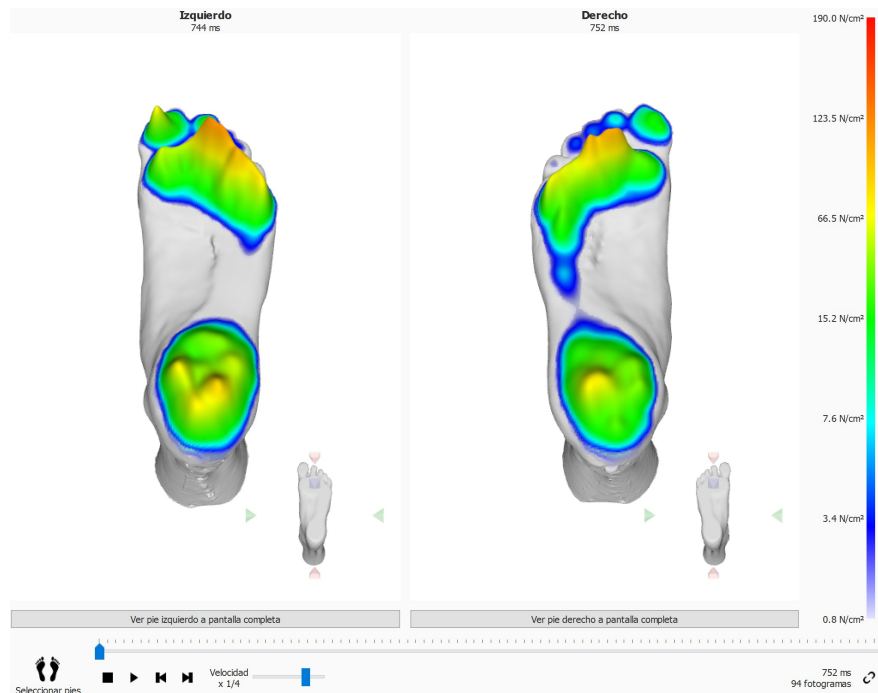 Izquierdo
744 ms
Derecho
752 ms
190.0 N/cm²
123.5 N/cm²
66.5 N/cm²
15.2 N/cm²
7.6 N/cm²
3.4 N/cm²
0.8 N/cm²
Ver pie izquierdo a pantalla completa
Ver pie derecho a pantalla completa
Velocidad
x 1/4
Seleccionar pies
752 ms
94 fotogramas